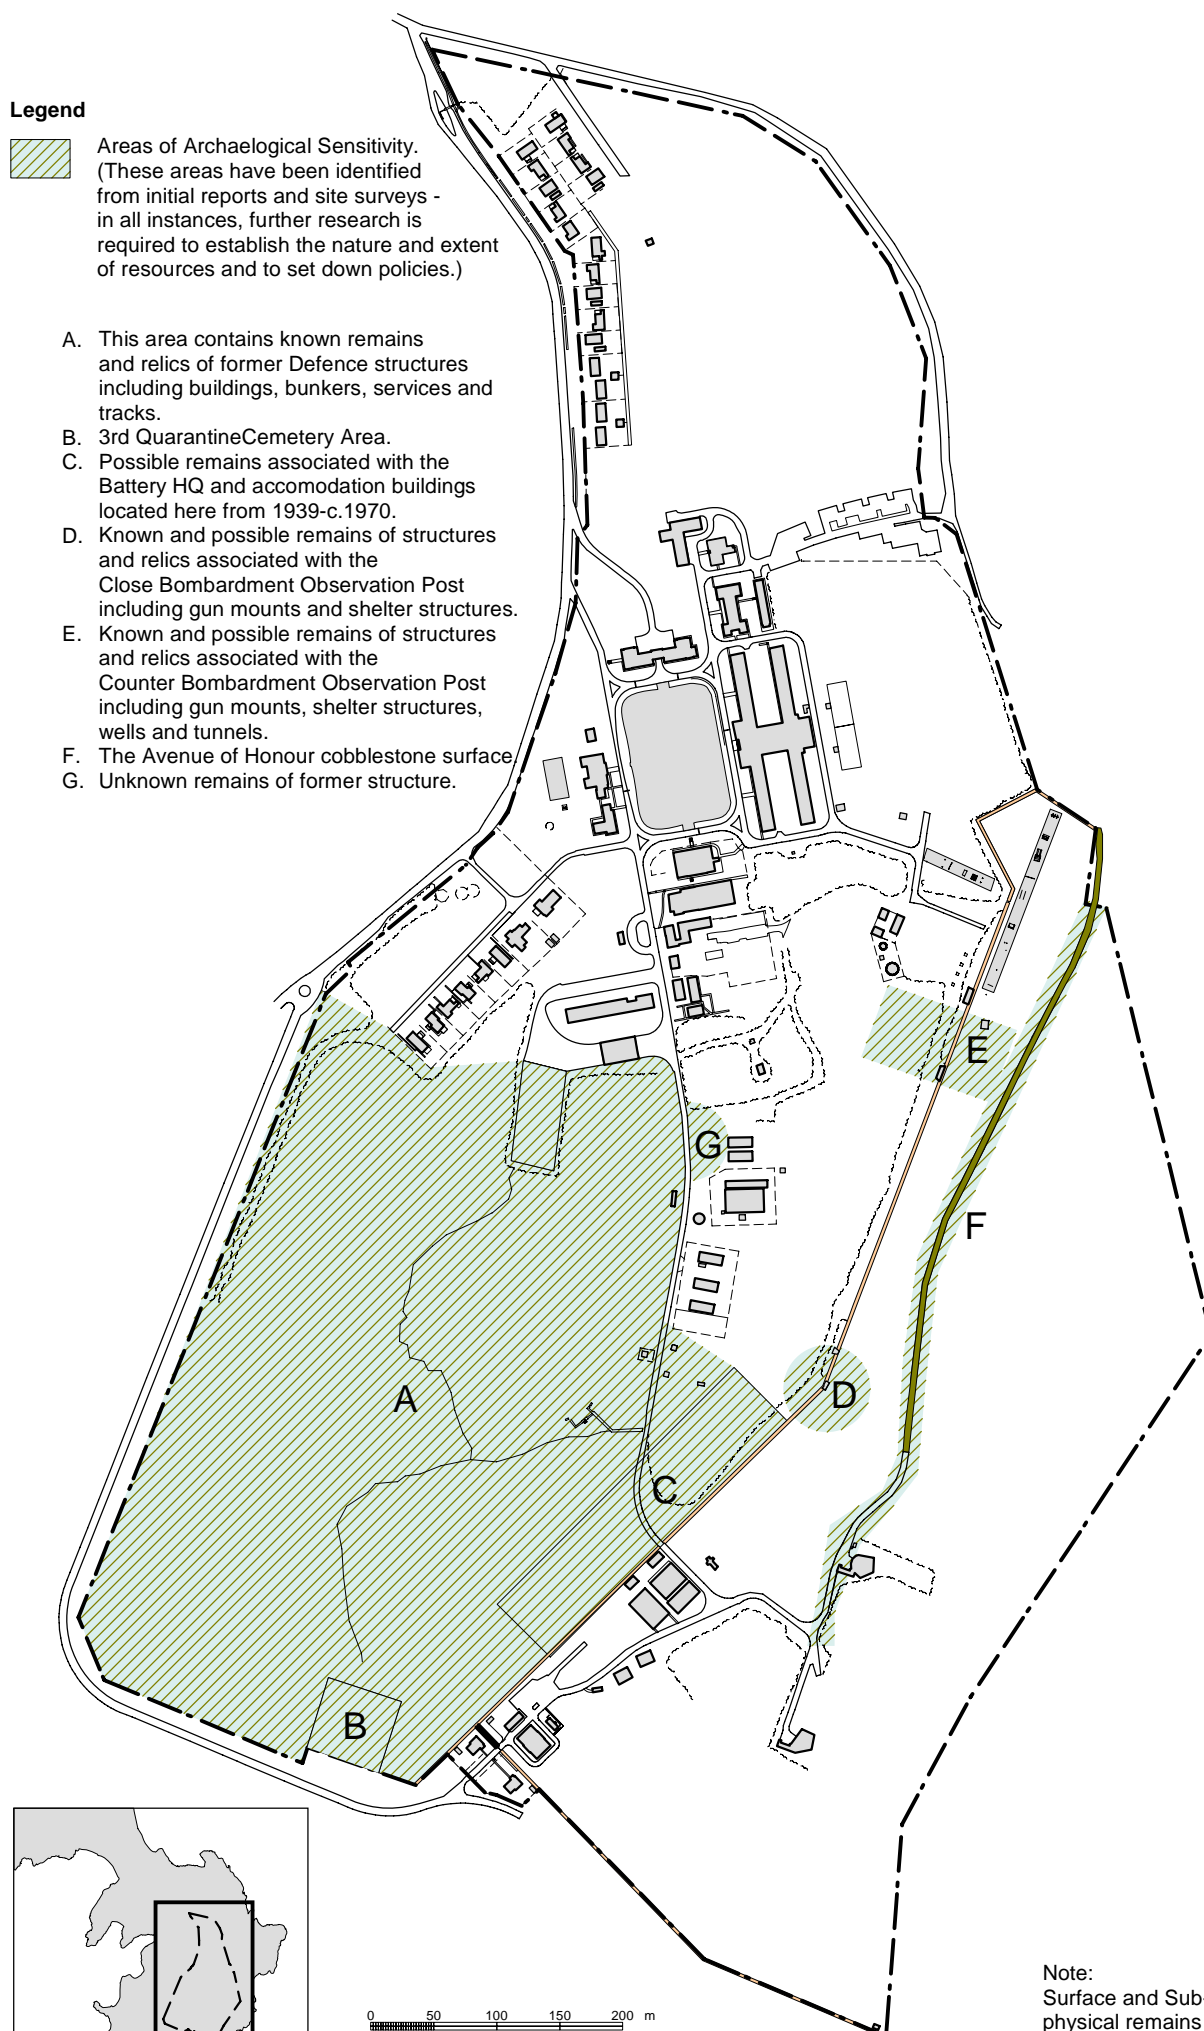 Legend
Areas of Archaelogical Sensitivity.
(These areas have been identified
from initial reports and site surveys -
in all instances, further research is
required to establish the nature and extent
of resources and to set down policies.)
A. This area contains known remains
and relics of former Defence structures
including buildings, bunkers, services and
tracks.
B. 3rd QuarantineCemetery Area.
C. Possible remains associated with the
Battery HQ and accomodation buildings
located here from 1939-c.1970.
D. Known and possible remains of structures
and relics associated with the
Close Bombardment Observation Post
including gun mounts and shelter structures.
E. Known and possible remains of structures
and relics associated with the
Counter Bombardment Observation Post
including gun mounts, shelter structures,
wells and tunnels.
F. The Avenue of Honour cobblestone surface.
G. Unknown remains of former structure.
E
G
F
A
D
C
B
0 50 100 150 200 m
Note:
Surface and Sub-
physical remains